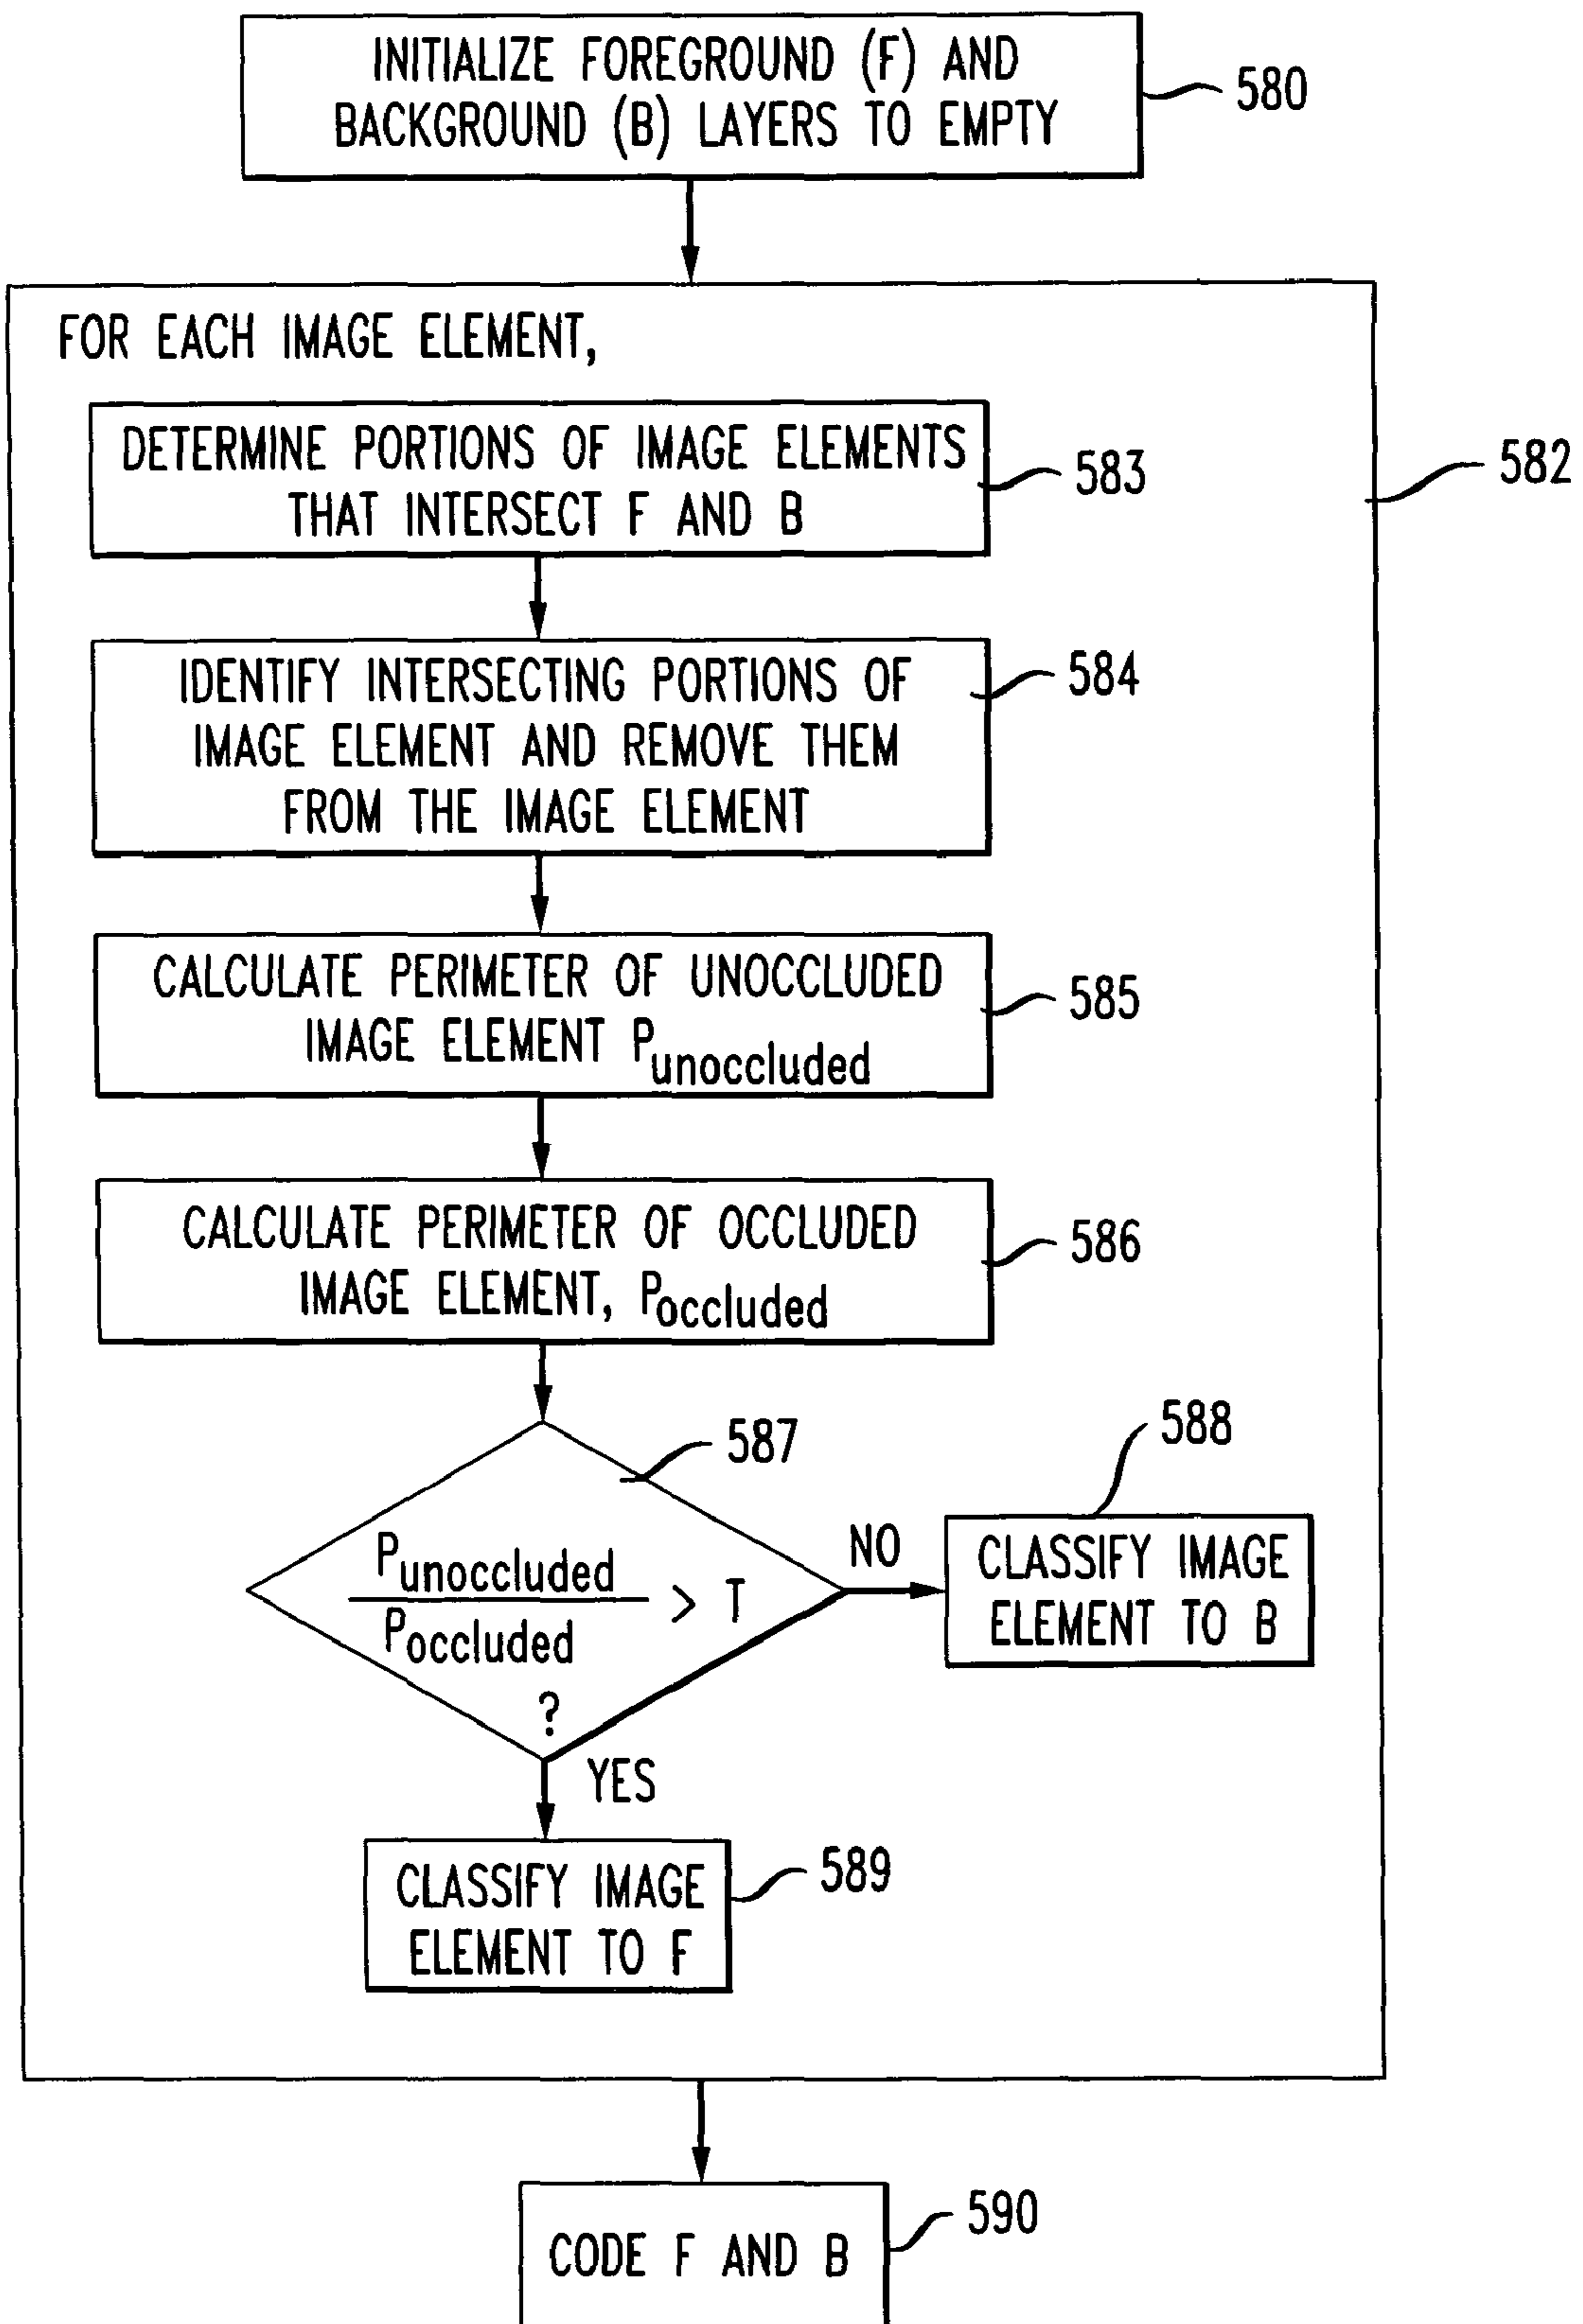 INITIALIZE FOREGROUND (F) AND
BACKGROUND (B) LAYERS TO EMPTY
580
FOR EACH IMAGE ELEMENT,
582
DETERMINE PORTIONS OF IMAGE ELEMENTS
THAT INTERSECT F AND B
583
IDENTIFY INTERSECTING PORTIONS OF
IMAGE ELEMENT AND REMOVE THEM
FROM THE IMAGE ELEMENT
584
CALCULATE PERIMETER OF UNOCCLUDED
IMAGE ELEMENT Punoccluded
585
CALCULATE PERIMETER OF OCCLUDED
IMAGE ELEMENT, Poccluded
586
587
Punoccluded
Poccluded
> T
?
NO
588
CLASSIFY IMAGE
ELEMENT TO B
YES
CLASSIFY IMAGE
ELEMENT TO F
589
CODE F AND B
590